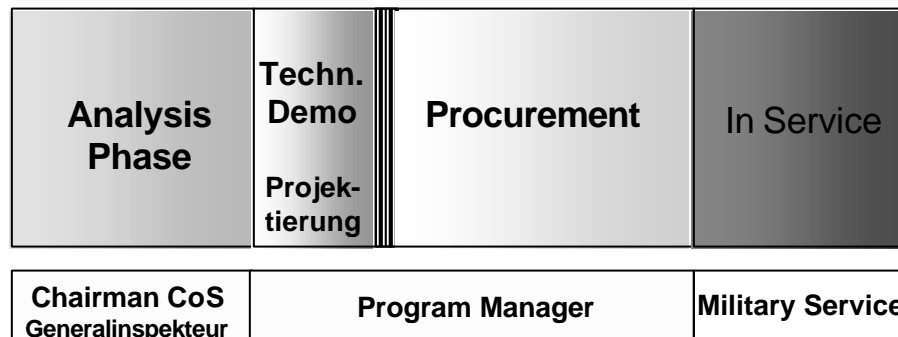 Analysis
Phase
Techn.
Demo
Projek-
tierung
Procurement
In Service
Chairman CoS
Generalinspekteur
Program Manager
Military Service